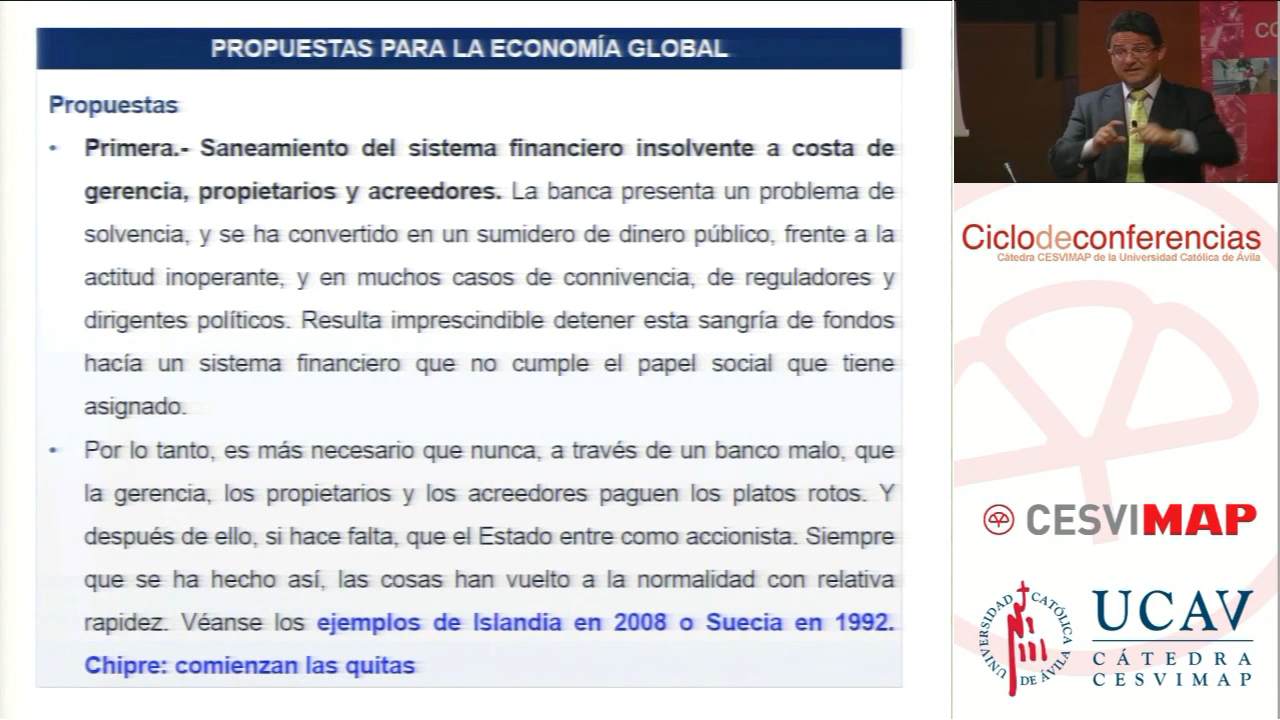 PROPUESTAS PARA LA ECONOMÍA GLOBAL
Propuestas
• Primera.- Saneamiento del sistema financiero insolvente a costa de
gerencia, propietarios y acreedores. La banca presenta un problema de
solvencia, y se ha convertido en un sumidero de dinero público, frente a la
actitud inoperante, y en muchos casos de connivencia, de reguladores y
dirigentes políticos. Resulta imprescindible detener esta sangría de fondos
hacía un sistema financiero que no cumple el papel social que tiene
asignado.
• Por lo tanto, es más necesario que nunca, a través de un banco malo, que
la gerencia, los propietarios y los acreedores paguen los platos rotos. Y
después de ello, si hace falta, que el Estado entre como accionista. Siempre
que se ha hecho así, las cosas han vuelto a la normalidad con relativa
rapidez. Véanse los ejemplos de Islandia en 2008 o Suecia en 1992.
Chipre: comienzan las quitas
CO
Ciclodeconferencias
Cátedra CESVIMAP de la Universidad Católica de Ávila
CESVIMAP
UNIVERSIDAD CATÓLICA DE ÁVILA
UCAV
CÁTEDRA
CESVIMAP